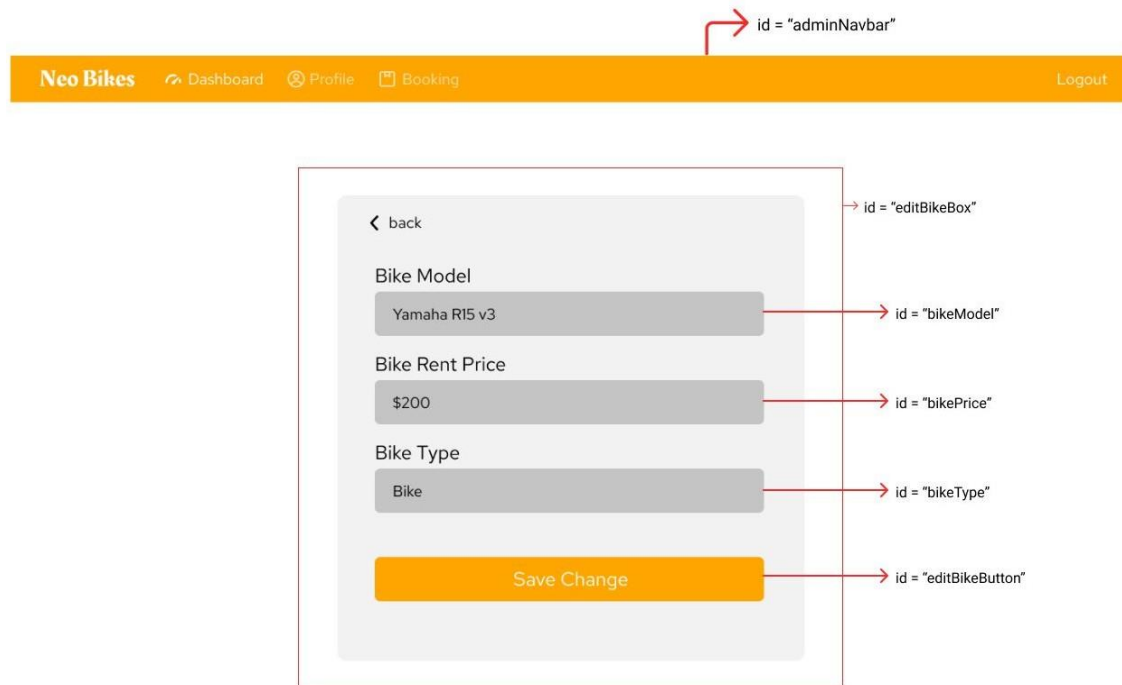 id = “adminNavbar”
Neo Bikes Dashboard Profile Booking Logout
back
id = “editBikeBox”
Bike Model
Yamaha R15 v3
id = “bikeModel”
Bike Rent Price
$200
id = “bikePrice”
Bike Type
Bike
id = “bikeType”
Save Change
id = “editBikeButton”